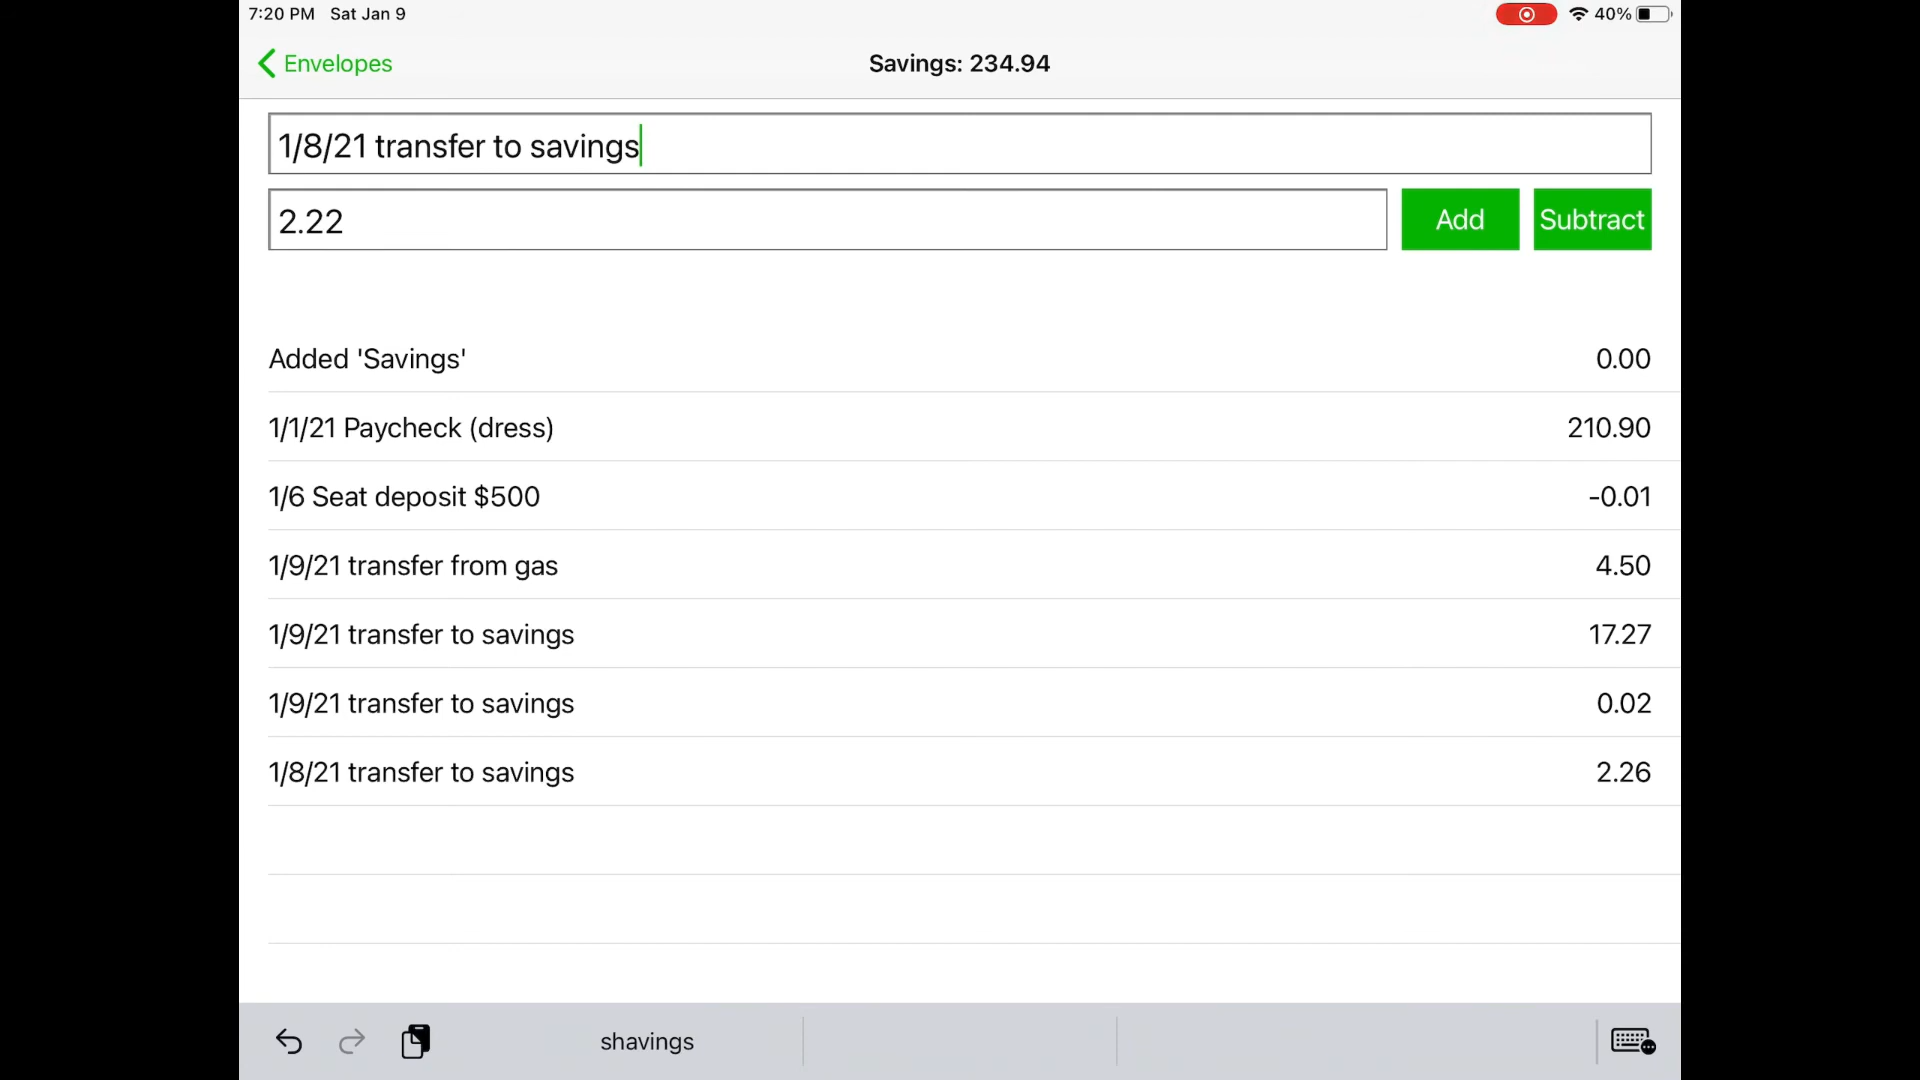 7:20 PM Sat Jan 9
40%
Envelopes
Savings: 234.94
1/8/21 transfer to savings
2.22
Add
Subtract
Added 'Savings' 0.00
1/1/21 Paycheck (dress) 210.90
1/6 Seat deposit $500 -0.01
1/9/21 transfer from gas 4.50
1/9/21 transfer to savings 17.27
1/9/21 transfer to savings 0.02
1/8/21 transfer to savings 2.26
shavings